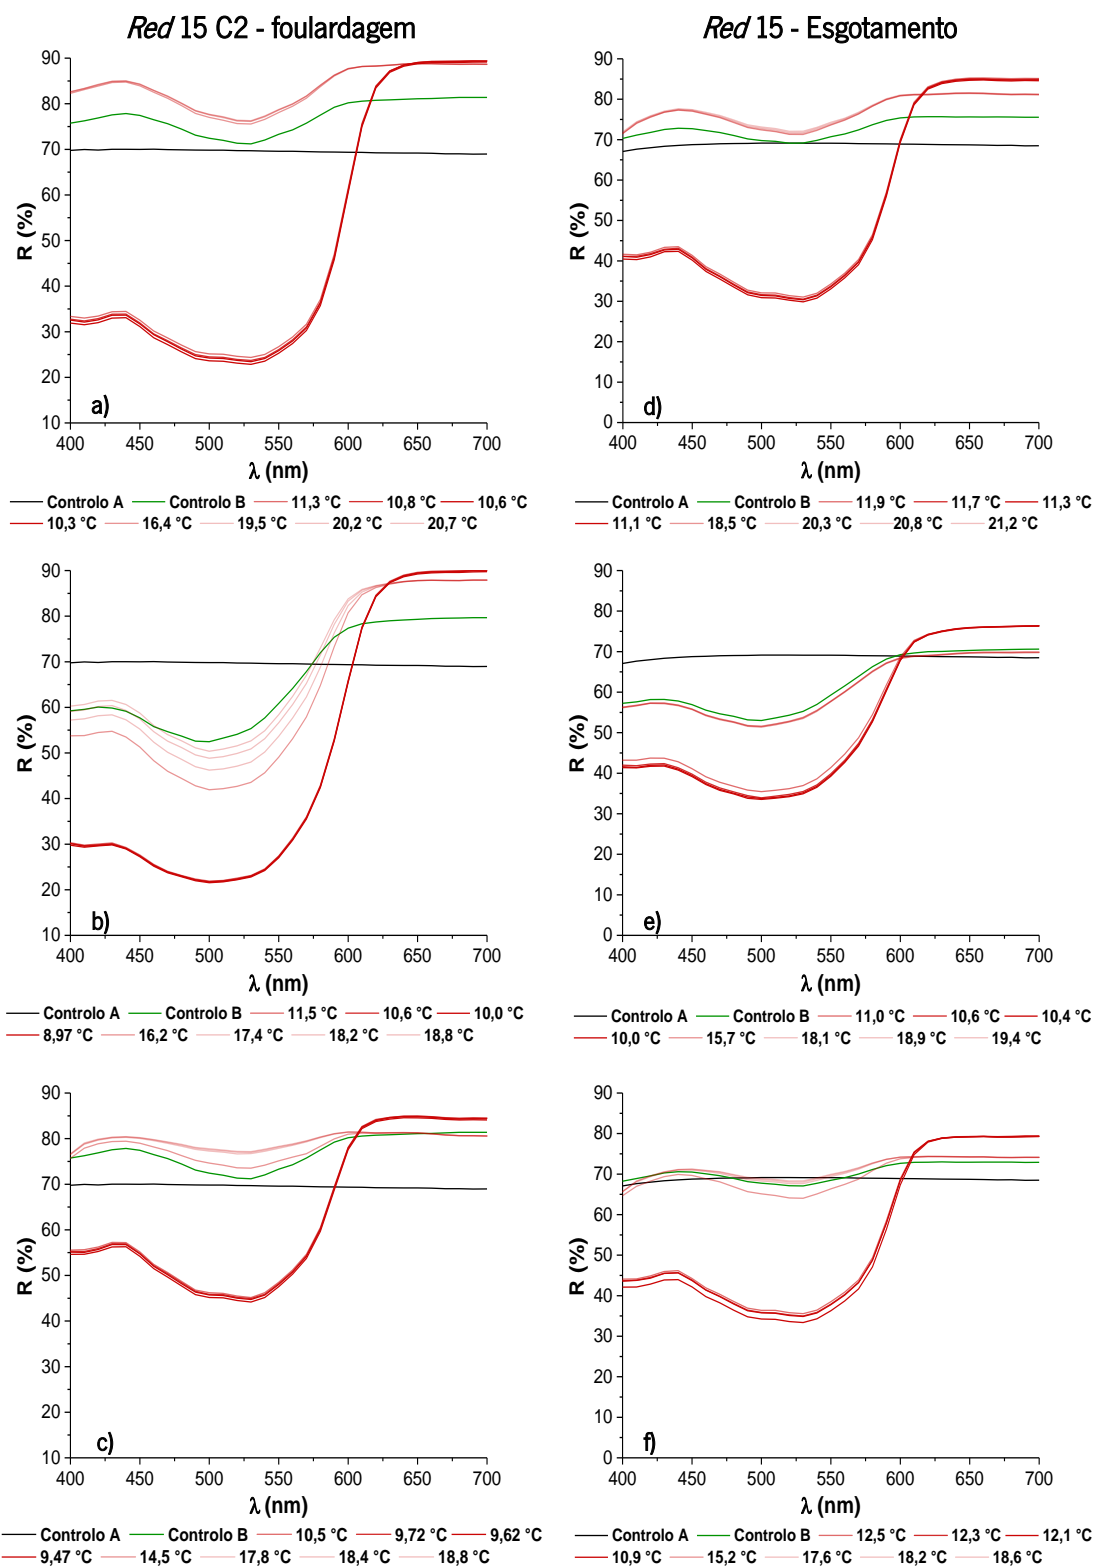 Red 15 C2 - foulardagem
Red 15 - Esgotamento
90
80
70
60
50
40
30
20
10
R (%)
a)
400 450 500 550 600 650 700
λ (nm)
Controlo A Controlo B 11,3 °C 10,8 °C 10,6 °C
10,3 °C 16,4 °C 19,5 °C 20,2 °C 20,7 °C
90
80
70
60
50
40
30
20
10
0
R (%)
d)
400 450 500 550 600 650 700
λ (nm)
Controlo A Controlo B 11,9 °C 11,7 °C 11,3 °C
11,1 °C 18,5 °C 20,3 °C 20,8 °C 21,2 °C
90
80
70
60
50
40
30
20
10
R (%)
b)
400 450 500 550 600 650 700
λ (nm)
Controlo A Controlo B 11,5 °C 10,6 °C 10,0 °C
8,97 °C 16,2 °C 17,4 °C 18,2 °C 18,8 °C
90
80
70
60
50
40
30
20
10
0
R (%)
e)
400 450 500 550 600 650 700
λ (nm)
Controlo A Controlo B 11,0 °C 10,6 °C 10,4 °C
10,0 °C 15,7 °C 18,1 °C 18,9 °C 19,4 °C
90
80
70
60
50
40
30
20
10
R (%)
c)
400 450 500 550 600 650 700
λ (nm)
Controlo A Controlo B 10,5 °C 9,72 °C 9,62 °C
9,47 °C 14,5 °C 17,8 °C 18,4 °C 18,8 °C
90
80
70
60
50
40
30
20
10
0
R (%)
f)
400 450 500 550 600 650 700
λ (nm)
Controlo A Controlo B 12,5 °C 12,3 °C 12,1 °C
10,9 °C 15,2 °C 17,6 °C 18,2 °C 18,6 °C